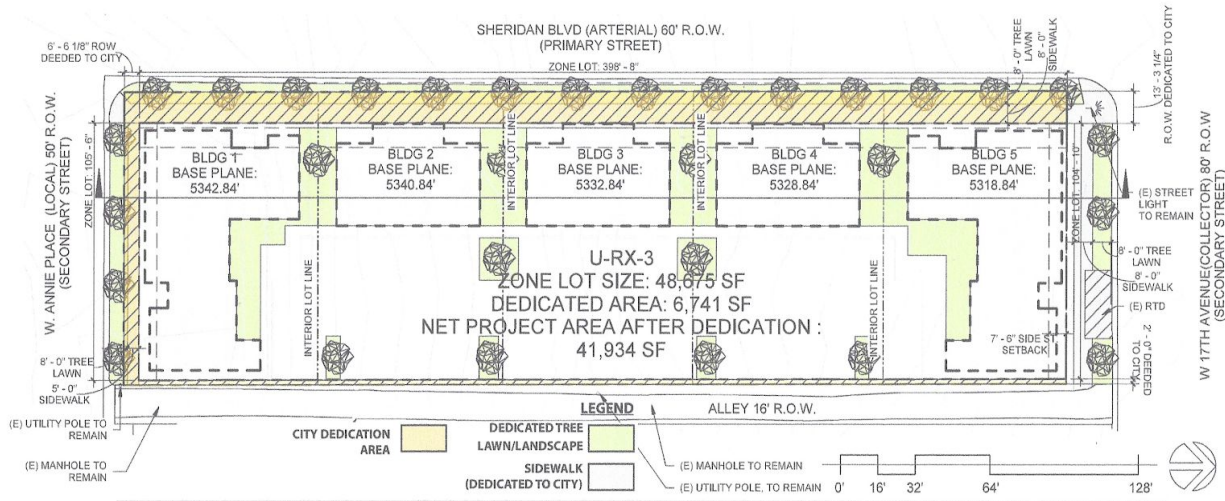 SHERIDAN BLVD (ARTERIAL) 60' R.O.W.
(PRIMARY STREET)
ZONE LOT: 398' - 8"
6' - 6 1/8" ROW
DEEDED TO CITY
8' - 0" TREE
LAWN
8' - 0"
SIDEWALK
13' - 3 1/4"
R.O.W. DEDICATED TO CITY
W. ANNIE PLACE (LOCAL) 50' R.O.W.
(SECONDARY STREET)
ZONE LOT: 105' - 6"
BLDG 1
BASE PLANE:
5342.84'
BLDG 2
BASE PLANE:
5340.84'
INTERIOR LOT LINE
BLDG 3
BASE PLANE:
5332.84'
INTERIOR LOT LINE
BLDG 4
BASE PLANE:
5328.84'
BLDG 5
BASE PLANE:
5318.84'
ZONE LOT: 104' - 10"
W 17TH AVENUE(COLLECTOR) 80' R.O.W
(SECONDARY STREET)
(E) STREET
LIGHT
TO REMAIN
8' - 0" TREE
LAWN
8' - 0"
SIDEWALK
(E) RTD
2' - 0" DEEDED
TO CITY
INTERIOR LOT LINE
U-RX-3
ZONE LOT SIZE: 48,675 SF
DEDICATED AREA: 6,741 SF
NET PROJECT AREA AFTER DEDICATION :
41,934 SF
INTERIOR LOT LINE
7' - 6" SIDE ST
SETBACK
8' - 0" TREE
LAWN
5' - 0"
SIDEWALK
(E) UTILITY POLE TO
REMAIN
(E) MANHOLE TO
REMAIN
ALLEY 16' R.O.W.
LEGEND
CITY DEDICATION
AREA
DEDICATED TREE
LAWN/LANDSCAPE
SIDEWALK
(DEDICATED TO CITY)
(E) MANHOLE TO REMAIN
(E) UTILITY POLE, TO REMAIN
0' 16' 32' 64' 128'